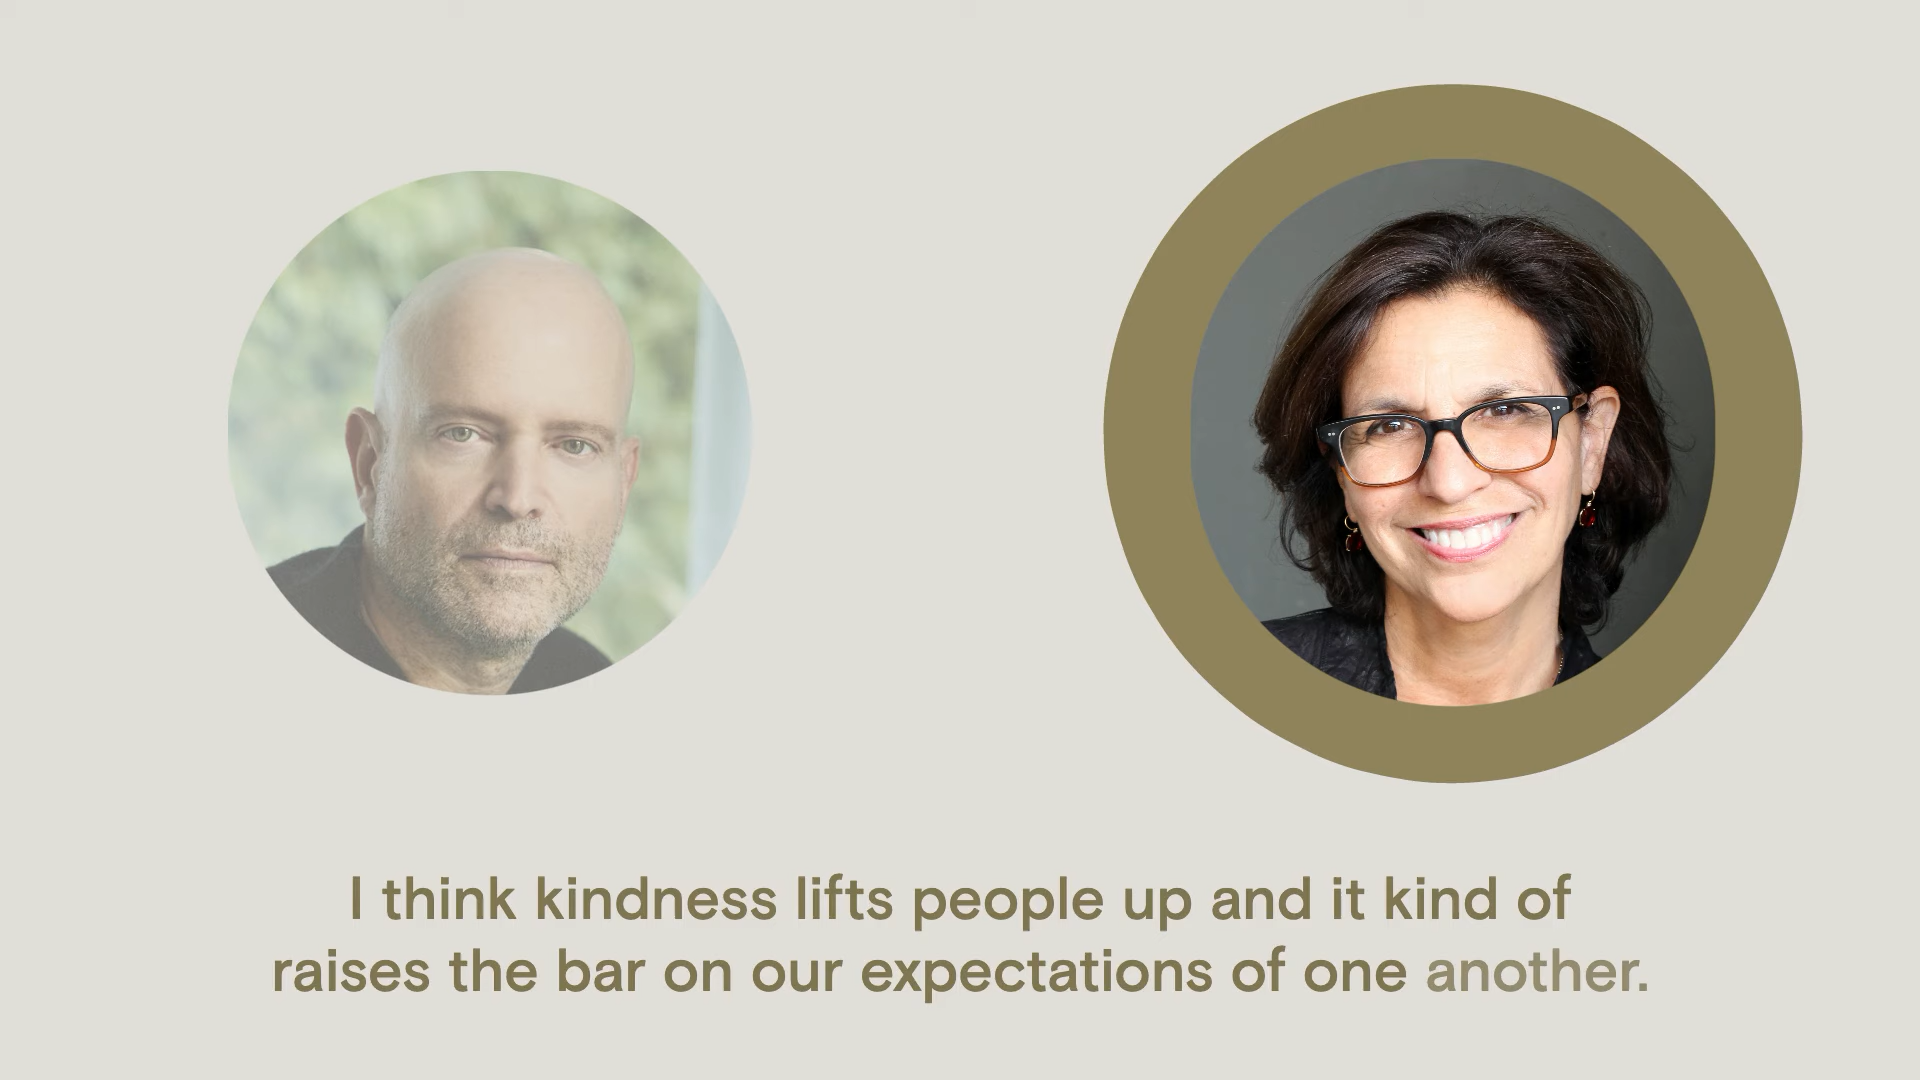 I think kindness lifts people up and it kind of
raises the bar on our expectations of one another.